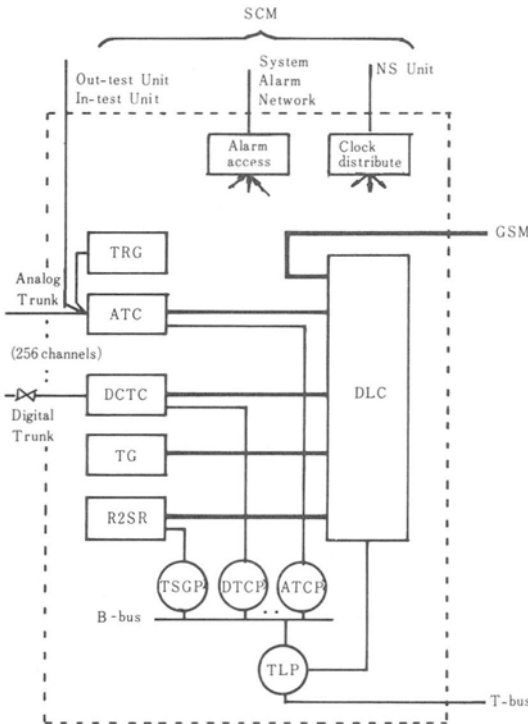 SCM
Out-test Unit
In-test Unit
System
Alarm
Network
NS Unit
Alarm
access
Clock
distribute
GSM
TRG
Analog
Trunk
ATC
(256 channels)
DCTC
DLC
Digital
Trunk
TG
R2SR
TSGP
DTCP
ATCP
B-bus
TLP
T-bus